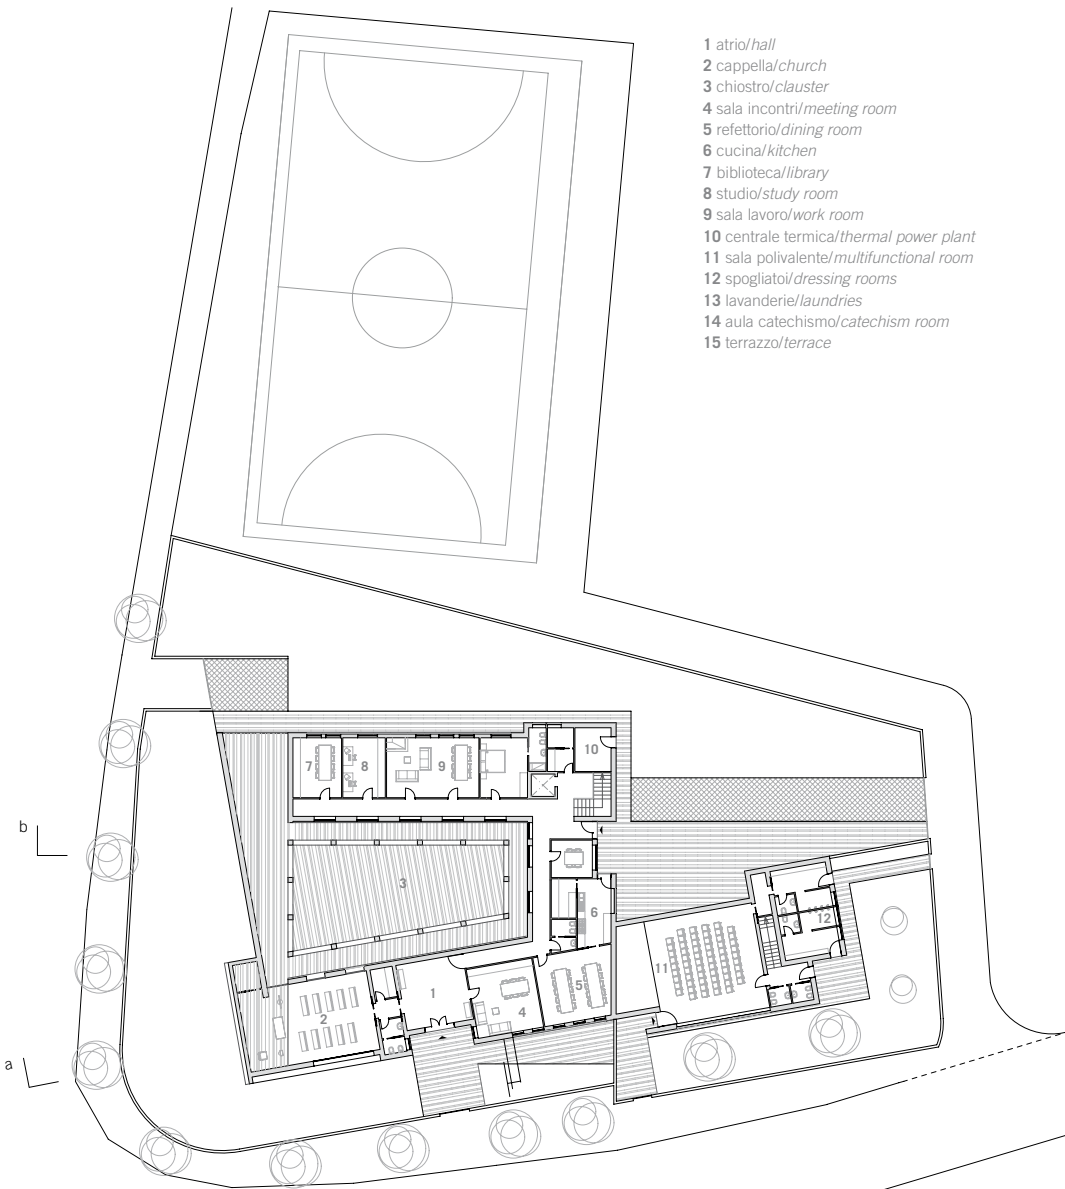 1 atrio/hall
2 cappella/church
3 chiostro/clauster
4 sala incontri/meeting room
5 refettorio/dining room
6 cucina/kitchen
7 biblioteca/library
8 studio/study room
9 sala lavoro/work room
10 centrale termica/thermal power plant
11 sala polivalente/multifunctional room
12 spogliatoi/dressing rooms
13 lavanderie/laundries
14 aula catechismo/catechism room
15 terrazzo/terrace
10
7
8
9
b
3
6
12
11
5
1
4
2
a